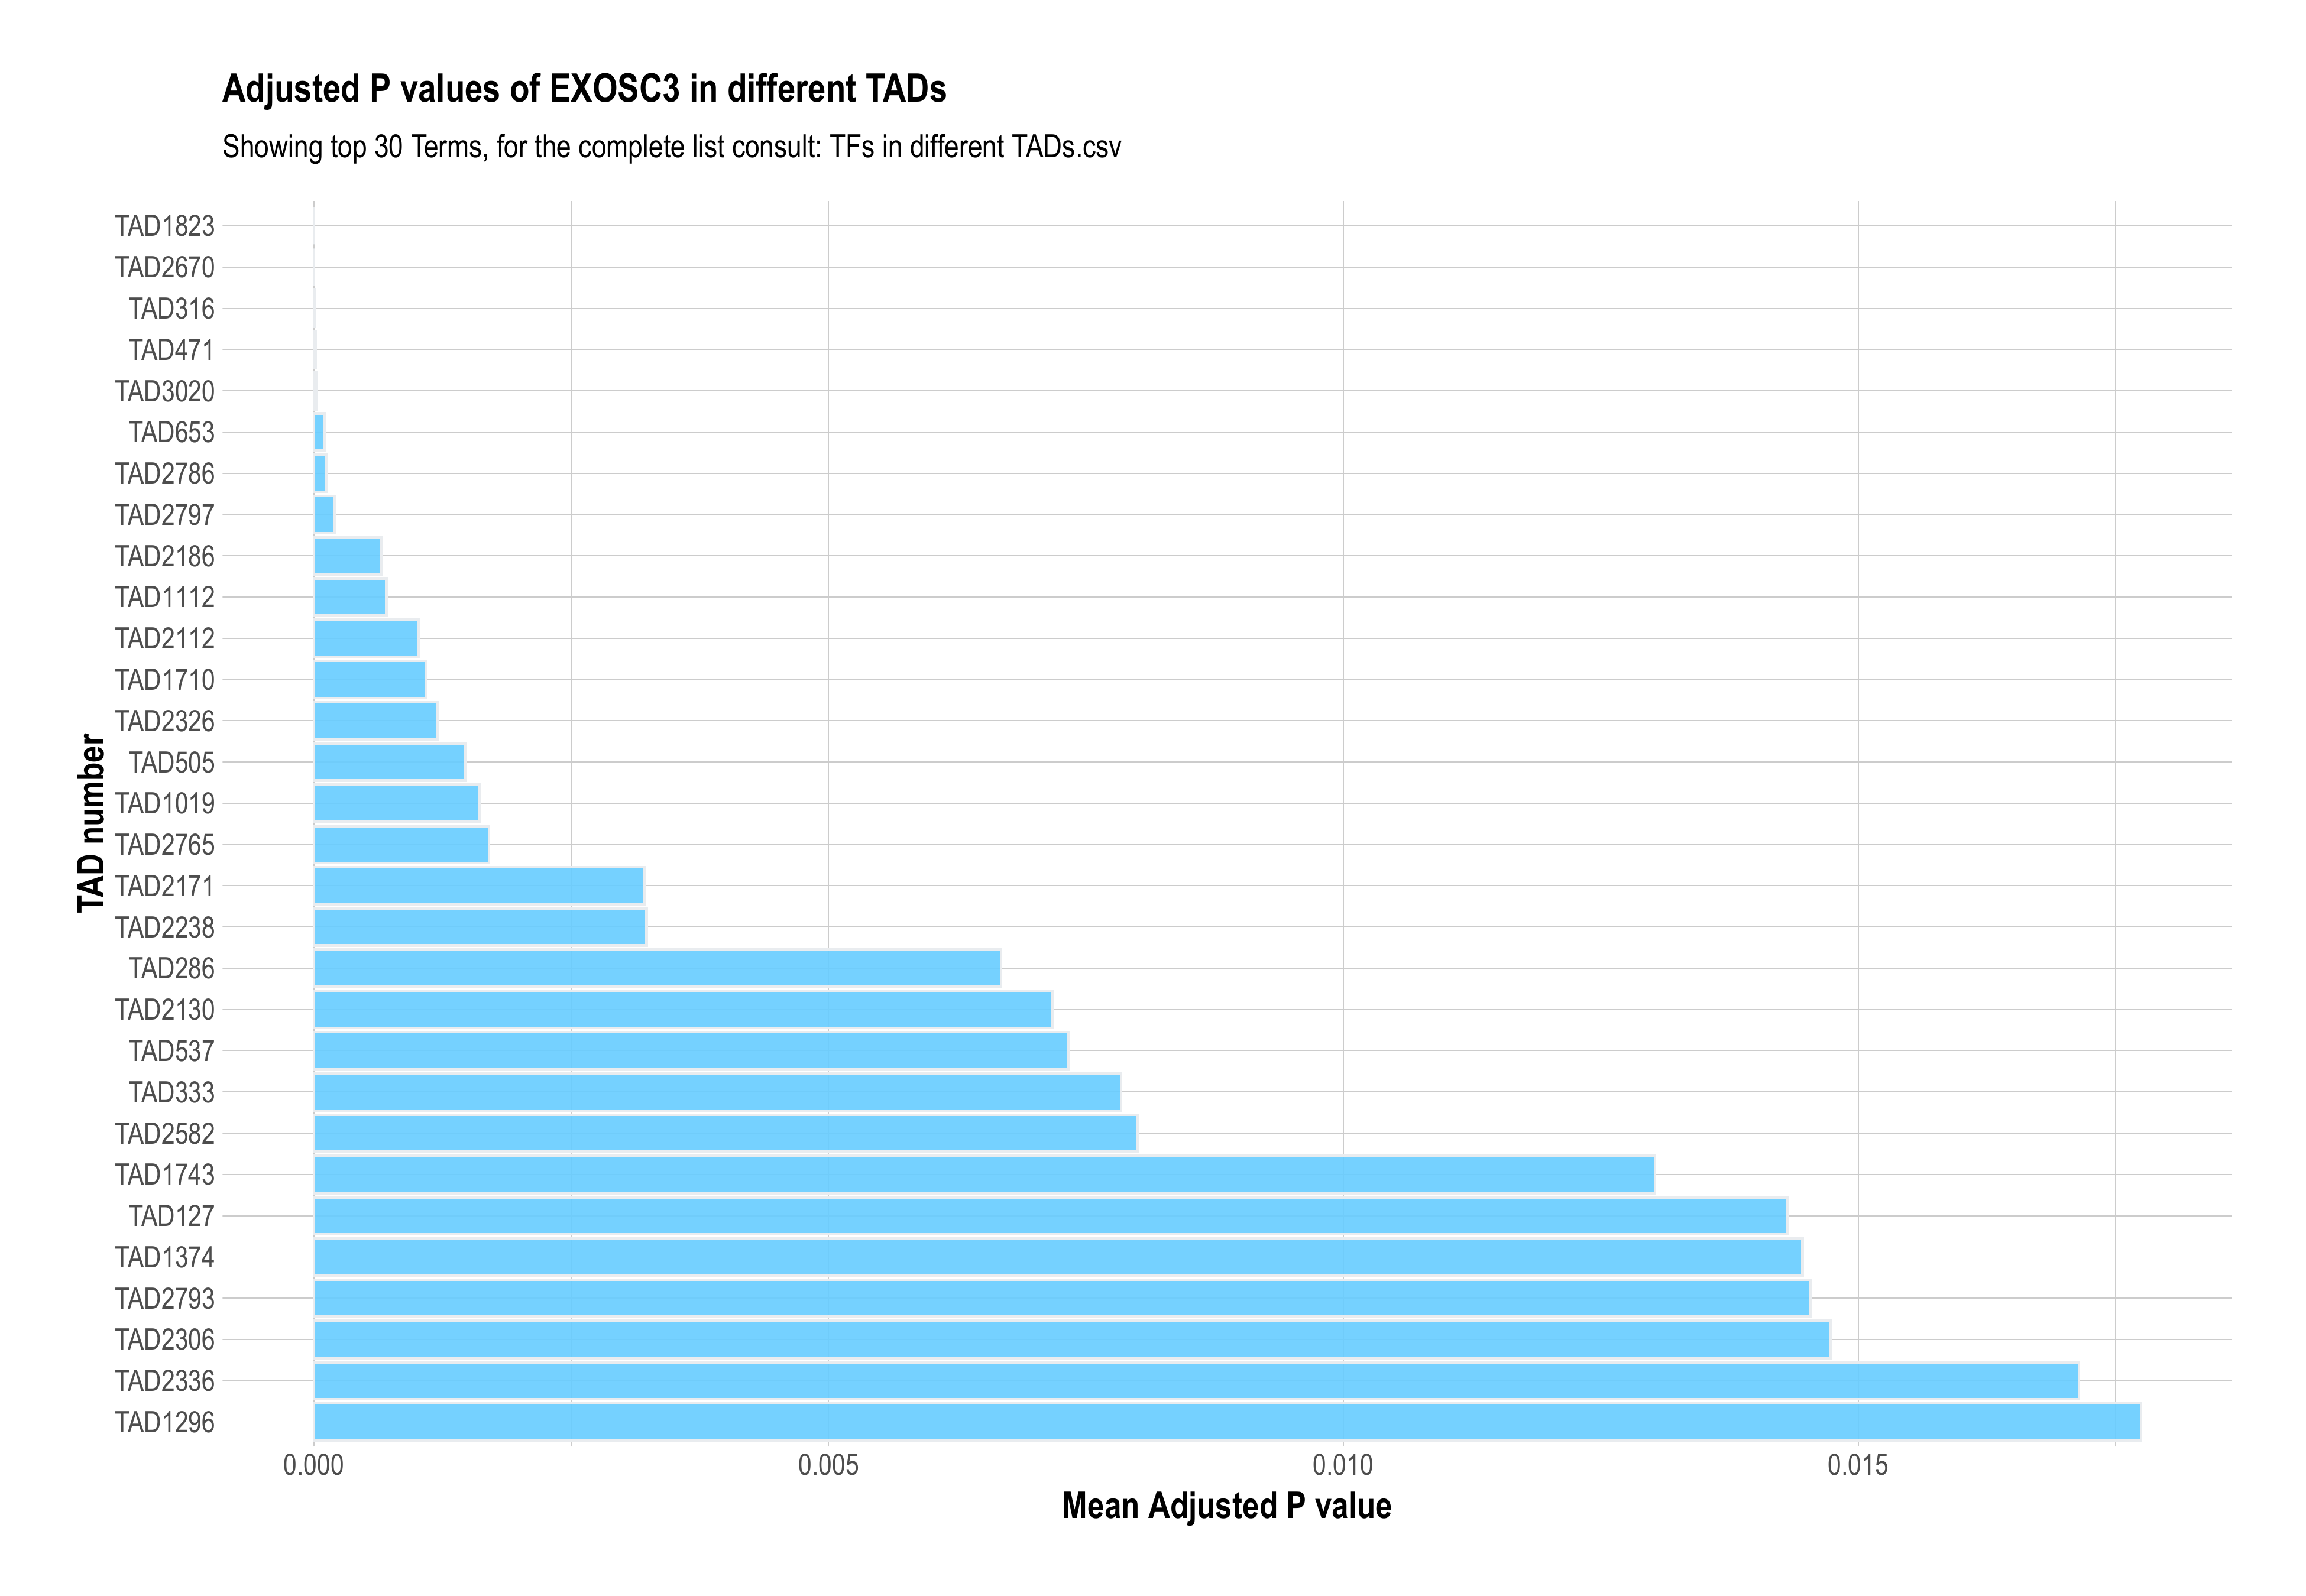 Adjusted P values of EXOSC3 in different TADs
Showing top 30 Terms, for the complete list consult: TFs in different TADs.csv
TAD number
TAD1823
TAD2670
TAD316
TAD471
TAD3020
TAD653
TAD2786
TAD2797
TAD2186
TAD1112
TAD2112
TAD1710
TAD2326
TAD505
TAD1019
TAD2765
TAD2171
TAD2238
TAD286
TAD2130
TAD537
TAD333
TAD2582
TAD1743
TAD127
TAD1374
TAD2793
TAD2306
TAD2336
TAD1296
0.000 0.005 0.010 0.015
Mean Adjusted P value